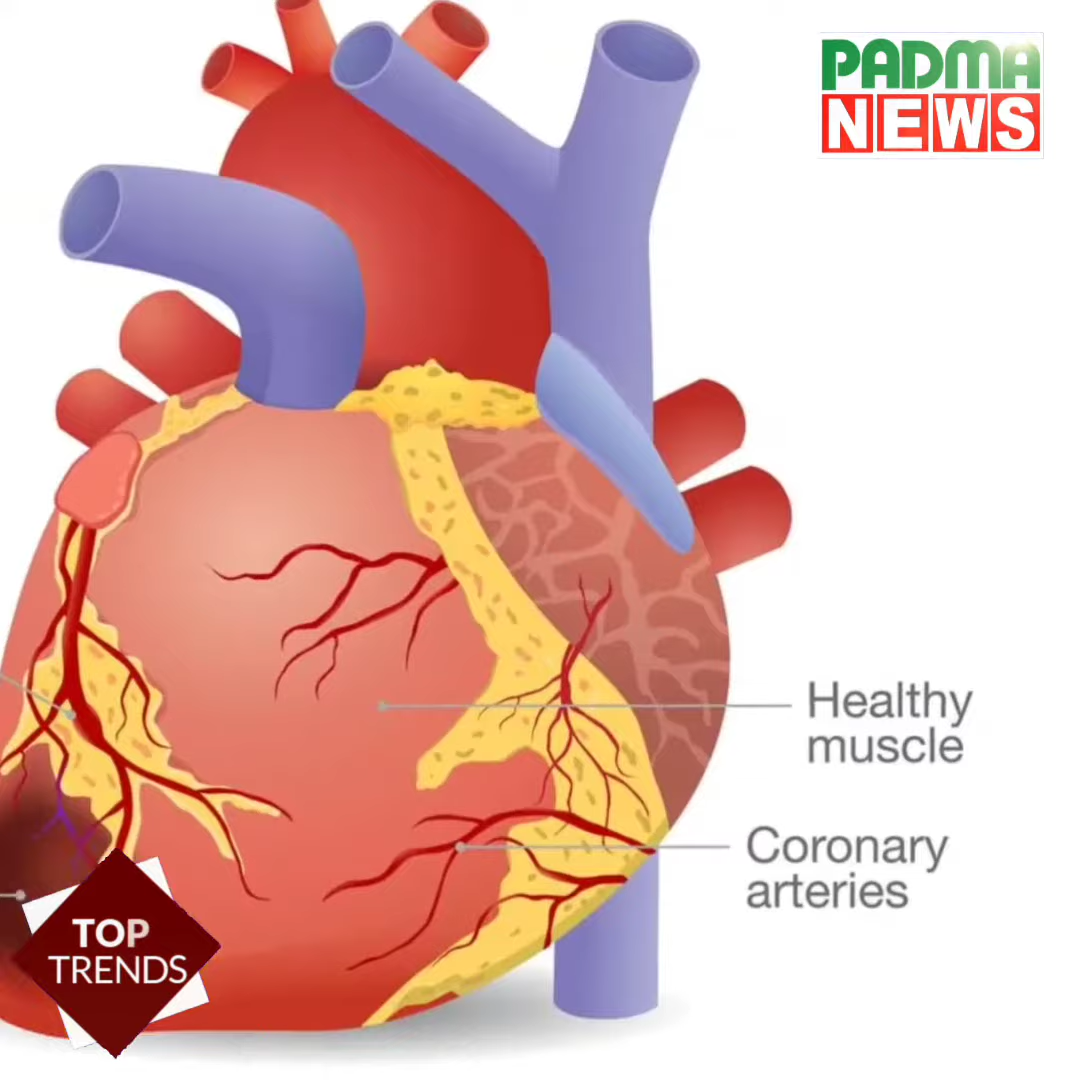 PADMA
NEWS
Healthy
muscle
Coronary
arteries
TOP
TRENDS